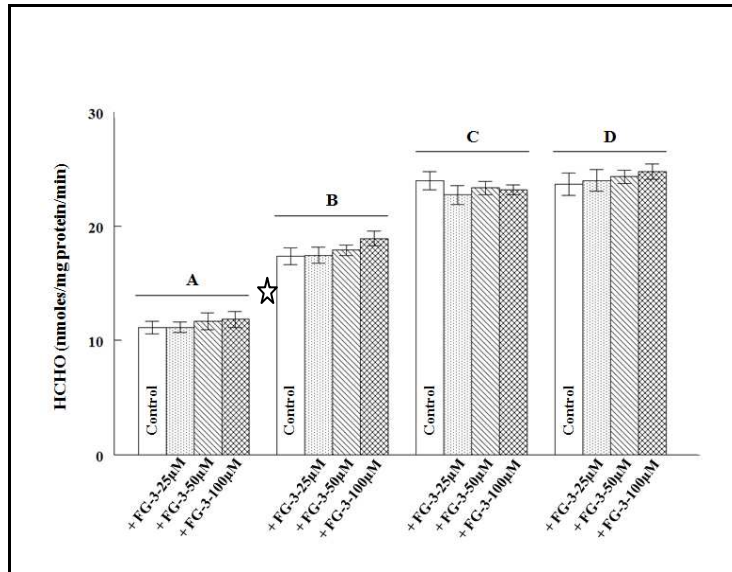 30
20
10
0
HCHO (nmoles/mg protein/min)
A
B
C
D
Control
+ FG-3-25µM
+ FG-3-50µM
+ FG-3-100µM
Control
+ FG-3-25µM
+ FG-3-50µM
+ FG-3-100µM
Control
+ FG-3-25µM
+ FG-3-50µM
+ FG-3-100µM
Control
+ FG-3-25µM
+ FG-3-50µM
+ FG-3-100µM